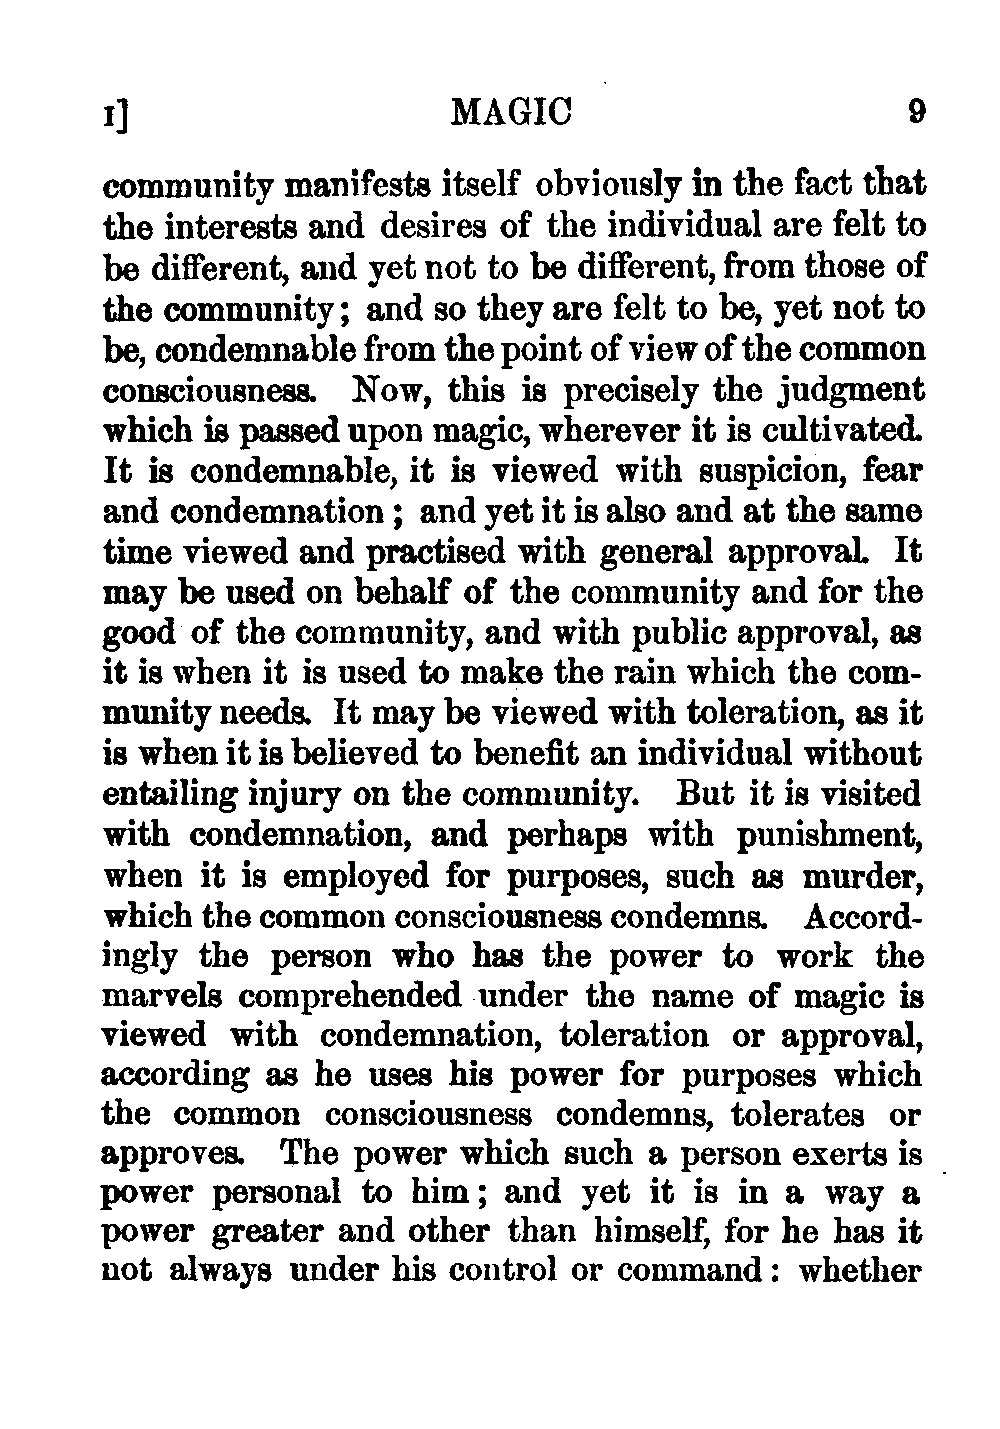 I] MAGIC 9
community manifests itself obviously in the fact that
the interests and desires of the individual are felt to
be different, and yet not to be different, from those of
the community; and so they are felt to be, yet not to
be, condemnable from the point of view of the common
consciousness. Now, this is precisely the judgment
which is passed upon magic, wherever it is cultivated.
It is condemnable, it is viewed with suspicion, fear
and condemnation; and yet it is also and at the same
time viewed and practised with general approval. It
may be used on behalf of the community and for the
good of the community, and with public approval, as
it is when it is used to make the rain which the com-
munity needs. It may be viewed with toleration, as it
is when it is believed to benefit an individual without
entailing injury on the community. But it is visited
with condemnation, and perhaps with punishment,
when it is employed for purposes, such as murder,
which the common consciousness condemns. Accord-
ingly the person who has the power to work the
marvels comprehended under the name of magic is
viewed with condemnation, toleration or approval,
according as he uses his power for purposes which
the common consciousness condemns, tolerates or
approves. The power which such a person exerts is
power personal to him; and yet it is in a way a
power greater and other than himself, for he has it
not always under his control or command: whether